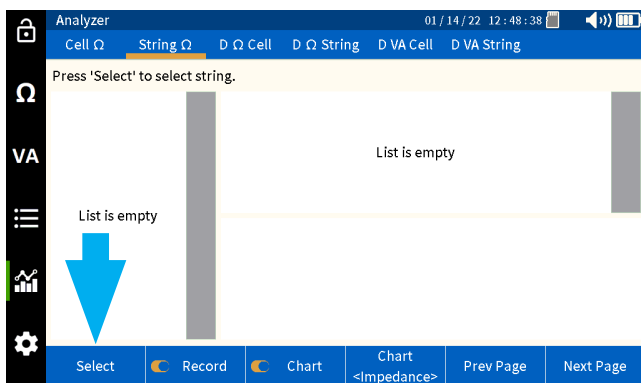 Analyzer 01/14/22 12:48:38
Cell Ω String Ω D Ω Cell D Ω String D VA Cell D VA String
Press 'Select' to select string.
Ω
VA
List is empty
List is empty
Select Record Chart Chart <Impedance> Prev Page Next Page